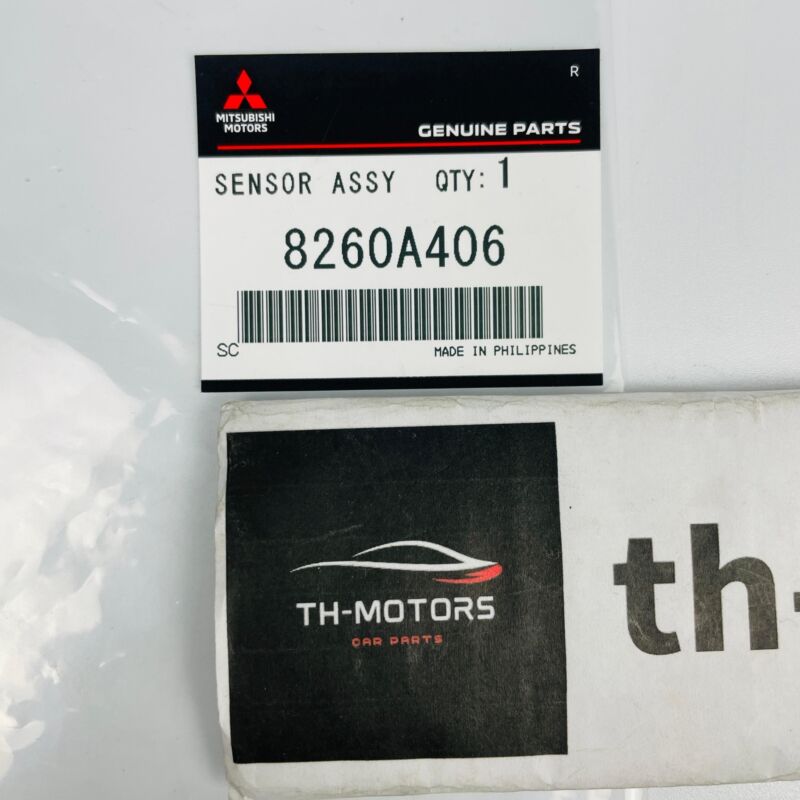 R
MITSUBISHI
MOTORS
GENUINE PARTS
SENSOR ASSY QTY: 1
8260A406
SC
MADE IN PHILIPPINES
TH-MOTORS
CAR PARTS
th-